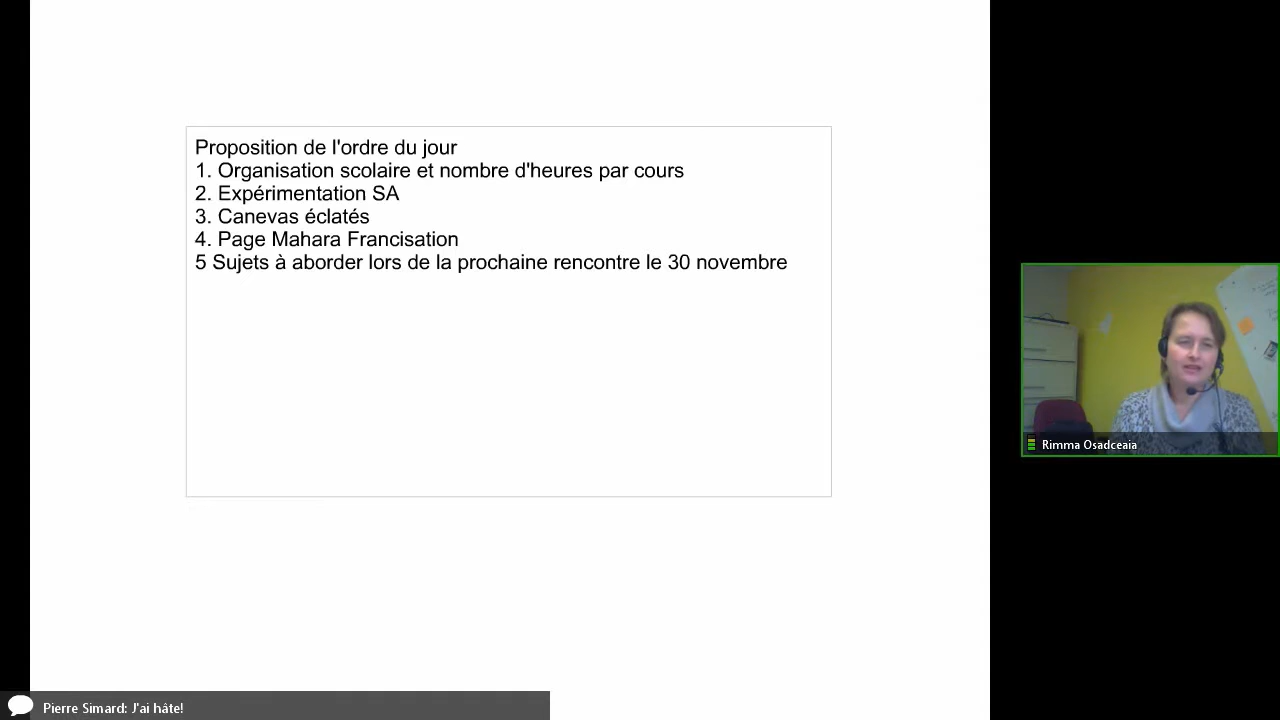 Proposition de l'ordre du jour
1. Organisation scolaire et nombre d'heures par cours
2. Expérimentation SA
3. Canevas éclatés
4. Page Mahara Francisation
5 Sujets à aborder lors de la prochaine rencontre le 30 novembre
Rimma Osadceaia
Pierre Simard: J'ai hâte!